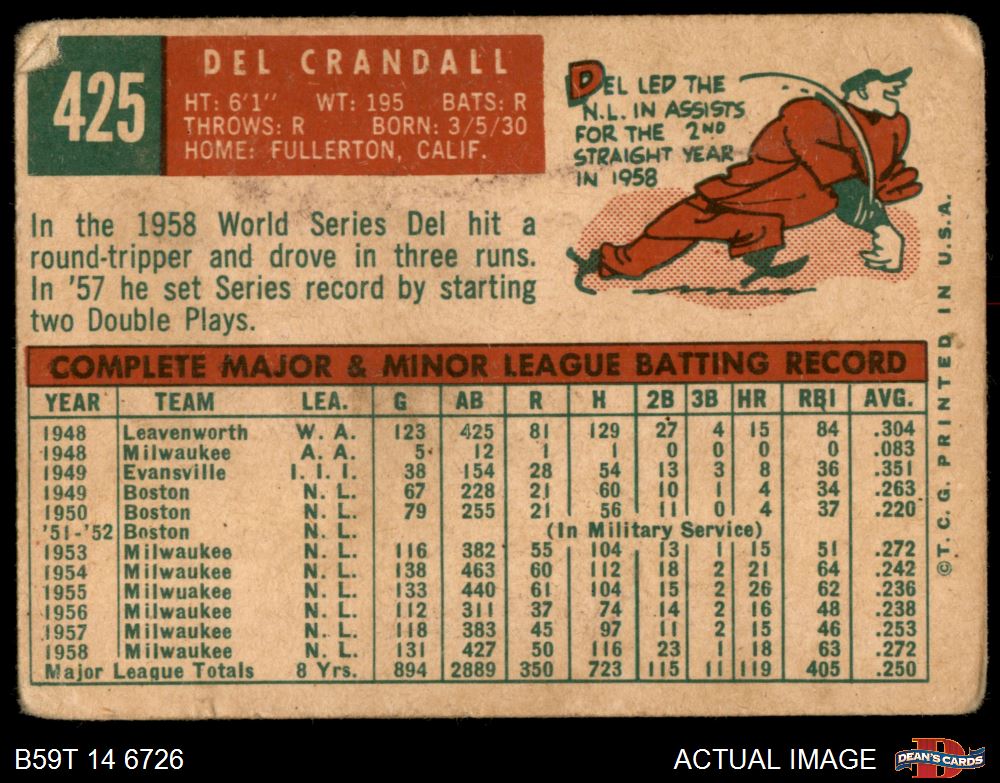 425
DEL CRANDALL
HT: 6'1" WT: 195 BATS: R
THROWS: R BORN: 3/5/30
HOME: FULLERTON, CALIF.
DEL LED THE
N.L. IN ASSISTS
FOR THE 2ND
STRAIGHT YEAR
IN 1958
In the 1958 World Series Del hit a
round-tripper and drove in three runs.
In '57 he set Series record by starting
two Double Plays.
COMPLETE MAJOR & MINOR LEAGUE BATTING RECORD
YEAR TEAM LEA. G AB R H 2B 3B HR RBI AVG.
1948 Leavenworth W. A. 123 425 81 129 27 4 15 84 .304
1948 Milwaukee A. A. 5 12 1 1 0 0 0 0 .083
1949 Evansville I. I. I. 38 154 28 54 13 3 8 36 .351
1949 Boston N. L. 67 228 21 60 10 1 4 34 .263
1950 Boston N. L. 79 255 21 56 11 0 4 37 .220
'51-'52 Boston N. L. (In Military Service)
1953 Milwaukee N. L. 116 382 55 104 13 1 15 51 .272
1954 Milwaukee N. L. 138 463 60 112 18 2 21 64 .242
1955 Milwuakee N. L. 133 440 61 104 15 2 26 62 .236
1956 Milwaukee N. L. 112 311 37 74 14 2 16 48 .238
1957 Milwaukee N. L. 118 383 45 97 11 2 15 46 .253
1958 Milwaukee N. L. 131 427 50 116 23 1 18 63 .272
Major League Totals 8 Yrs. 894 2889 350 723 115 11 119 405 .250
© T. C. G. PRINTED IN U.S.A.
B59T 14 6726
ACTUAL IMAGE
D
DEAN'S CARDS